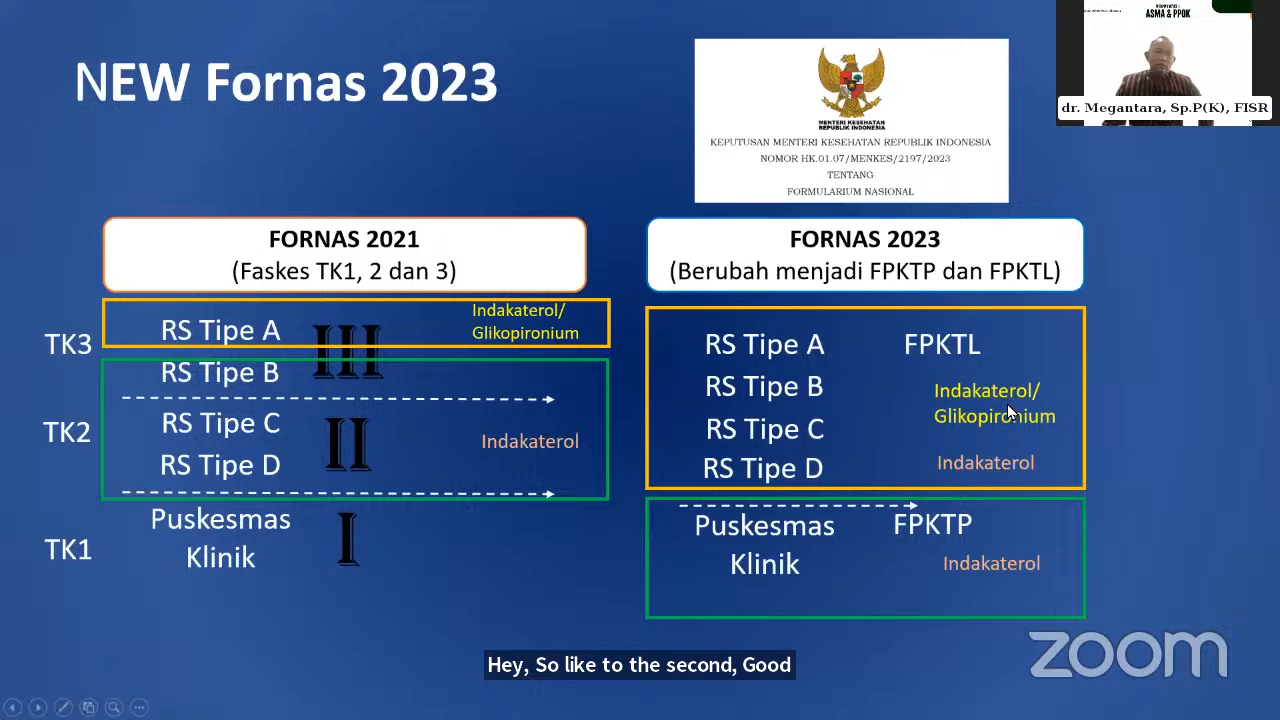 ASMA & PPOK
dr. Megantara, Sp.P(K), FISR
NEW Fornas 2023
MENTERI KESEHATAN
REPUBLIK INDONESIA
KEPUTUSAN MENTERI KESEHATAN REPUBLIK INDONESIA
NOMOR HK.01.07/MENKES/2197/2023
TENTANG
FORMULARIUM NASIONAL
FORNAS 2021
(Faskes TK1, 2 dan 3)
TK3
RS Tipe A
III
Indakaterol/
Glikopironium
RS Tipe B
TK2
RS Tipe C
II
Indakaterol
RS Tipe D
TK1
Puskesmas
I
Klinik
FORNAS 2023
(Berubah menjadi FPKTP dan FPKTL)
RS Tipe A
FPKTL
RS Tipe B
Indakaterol/
Glikopironium
RS Tipe C
RS Tipe D
Indakaterol
Puskesmas
FPKTP
Klinik
Indakaterol
zoom
Hey, So like to the second, Good